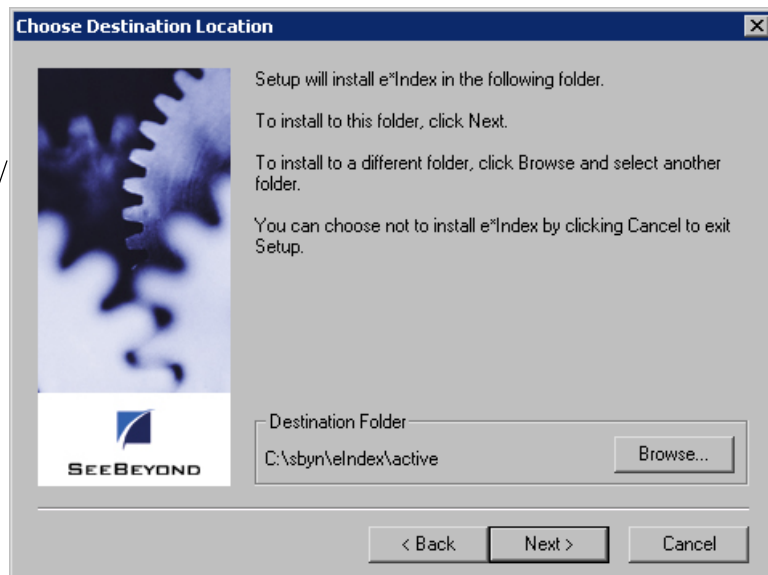 Choose Destination Location
Setup will install e*Index in the following folder.
To install to this folder, click Next.
To install to a different folder, click Browse and select another
folder.
You can choose not to install e*Index by clicking Cancel to exit
Setup.
SEEBEYOND
Destination Folder
C:\sbyn\eIndex\active
Browse...
< Back
Next >
Cancel